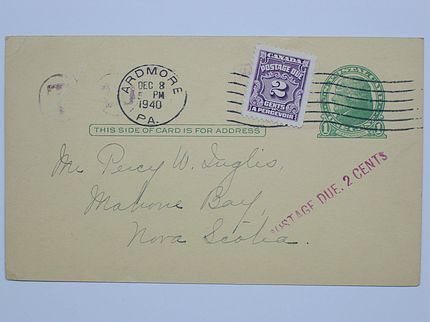 ARDMORE
DEC 8
5 PM
1940
PA.
CANADA
POSTAGE DUE
2
CENTS
A PERCEVOIR
THIS SIDE OF CARD IS FOR ADDRESS
Mr Percy W. Inglis
Mahone Bay,
Nova Scotia.
POSTAGE DUE. 2 CENTS